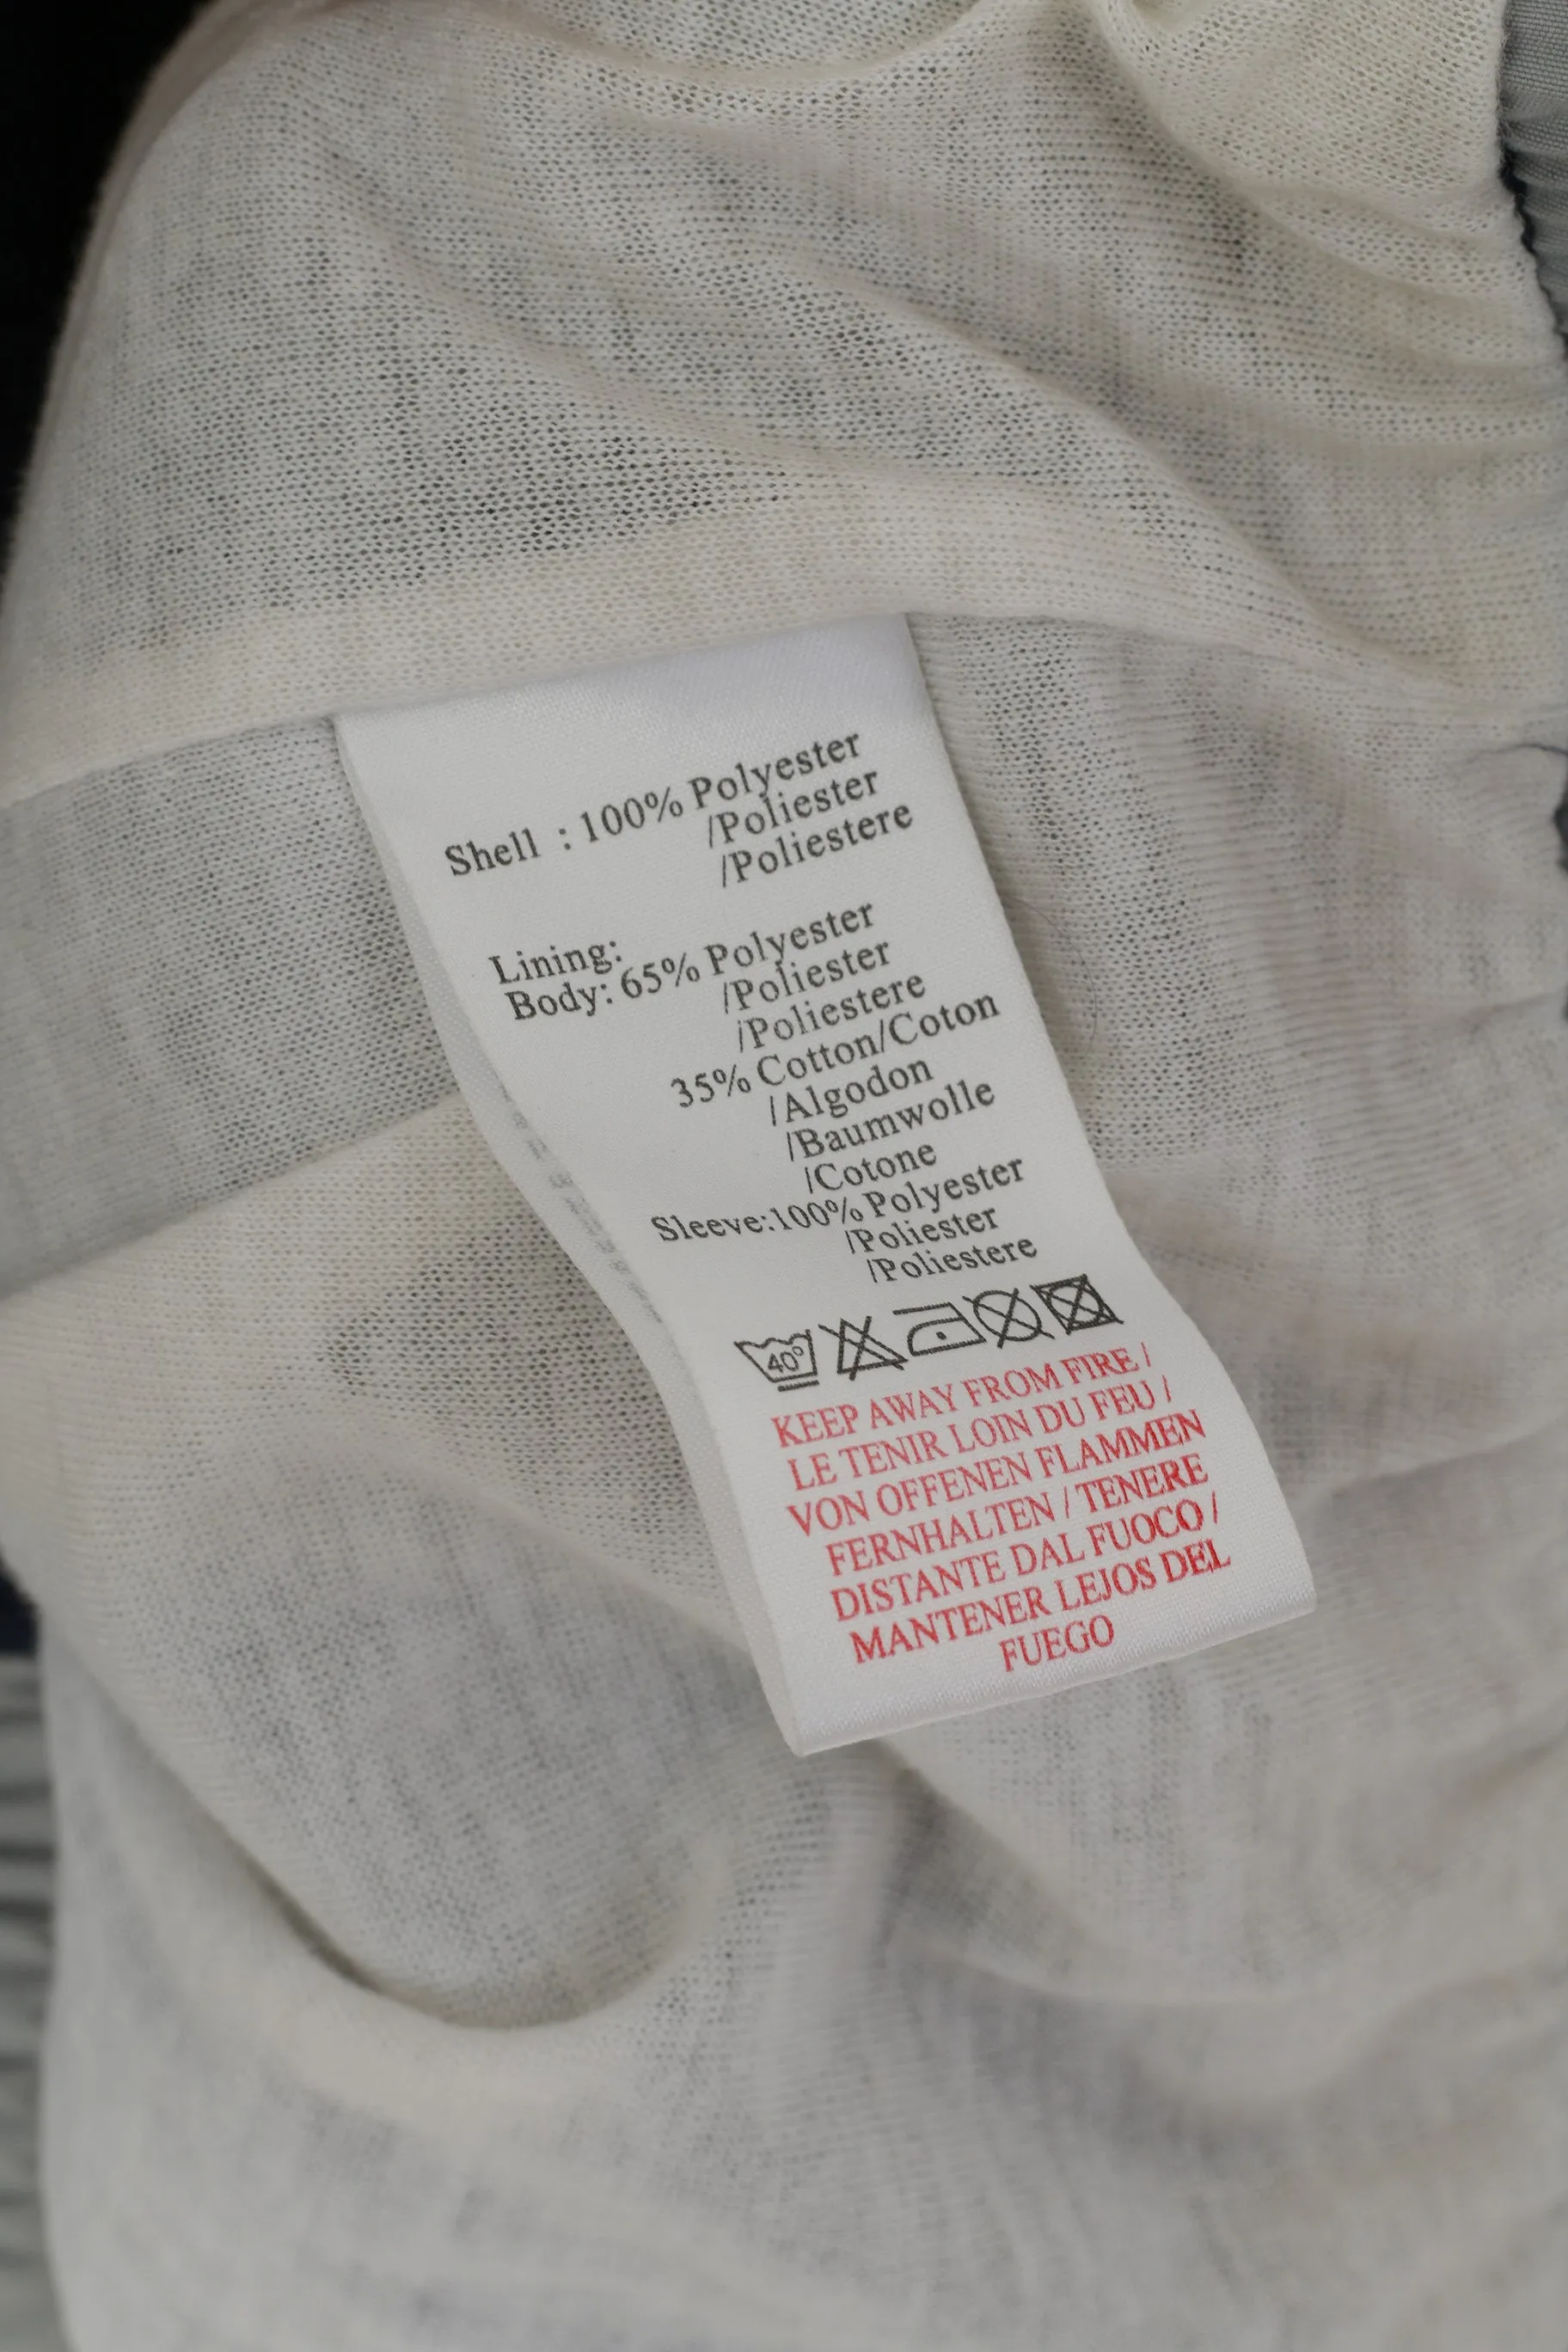 Shell : 100% Polyester
/Poliester
/Poliestere
Lining:
Body: 65% Polyester
/Poliester
/Poliestere
35% Cotton/Coton
/Algodon
/Baumwolle
/Cotone
Sleeve:100% Polyester
/Poliester
/Poliestere
40°
KEEP AWAY FROM FIRE /
LE TENIR LOIN DU FEU /
VON OFFENEN FLAMMEN
FERNHALTEN / TENERE
DISTANTE DAL FUOCO /
MANTENER LEJOS DEL
FUEGO